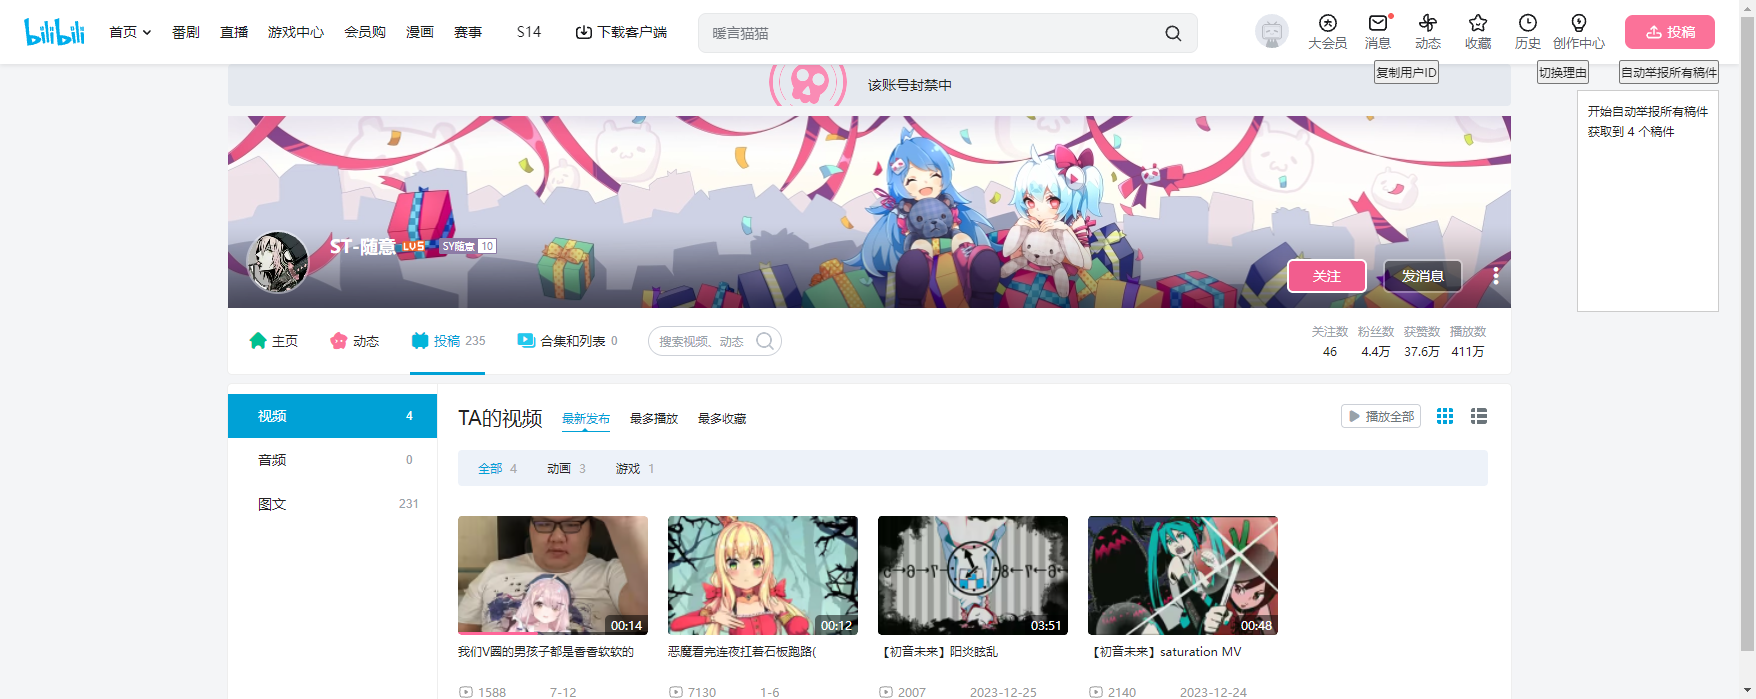 bilibili
首页 番剧 直播 游戏中心 会员购 漫画 赛事 S14 下载客户端
暖言猫猫
大会员 消息 动态 收藏 历史 创作中心 投稿
复制用户ID 切换理由 自动举报所有稿件
该账号封禁中
开始自动举报所有稿件
获取到 4 个稿件
ST-随意 LV5 SY随意 10
关注 发消息
主页 动态 投稿 235 合集和列表 0 搜索视频、动态
关注数 粉丝数 获赞数 播放数
46 4.4万 37.6万 411万
视频 4
音频 0
图文 231
TA的视频 最新发布 最多播放 最多收藏 播放全部
全部 4 动画 3 游戏 1
00:14 00:12 03:51 00:48
我们V圈的男孩子都是香香软软的
恶魔看完连夜扛着石板跑路(
【初音未来】阳炎眩乱
【初音未来】saturation MV
1588 7-12
7130 1-6
2007 2023-12-25
2140 2023-12-24